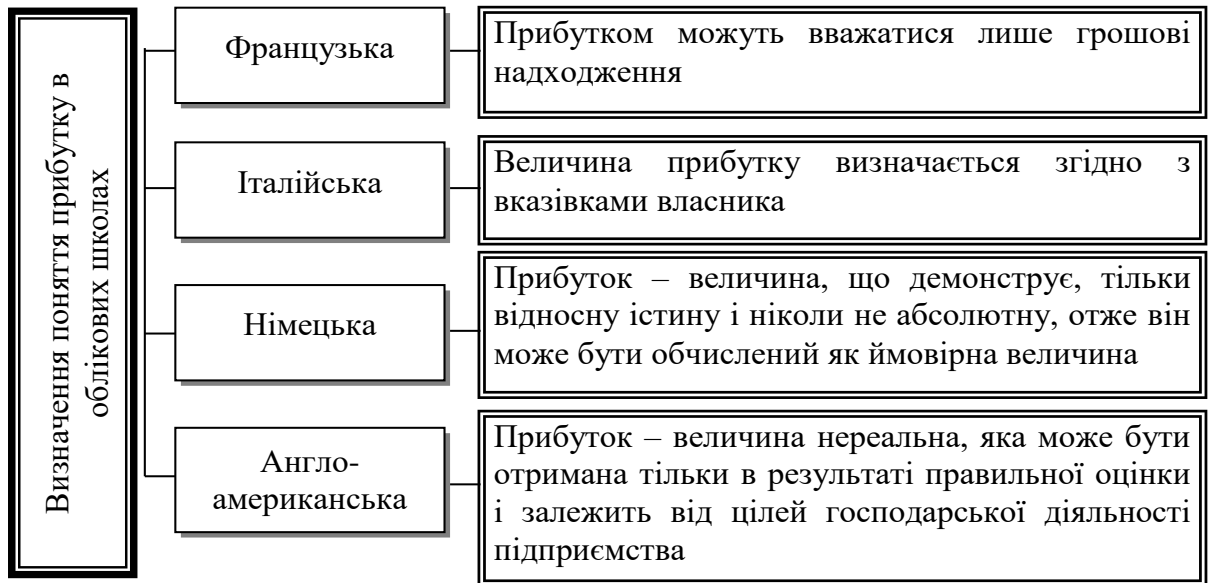 Визначення поняття прибутку в
облікових школах
Французька
Прибутком можуть вважатися лише грошові
надходження
Італійська
Величина прибутку визначається згідно з
вказівками власника
Німецька
Прибуток – величина, що демонструє, тільки
відносну істину і ніколи не абсолютну, отже він
може бути обчислений як ймовірна величина
Англо-
американська
Прибуток – величина нереальна, яка може бути
отримана тільки в результаті правильної оцінки
і залежить від цілей господарської діяльності
підприємства